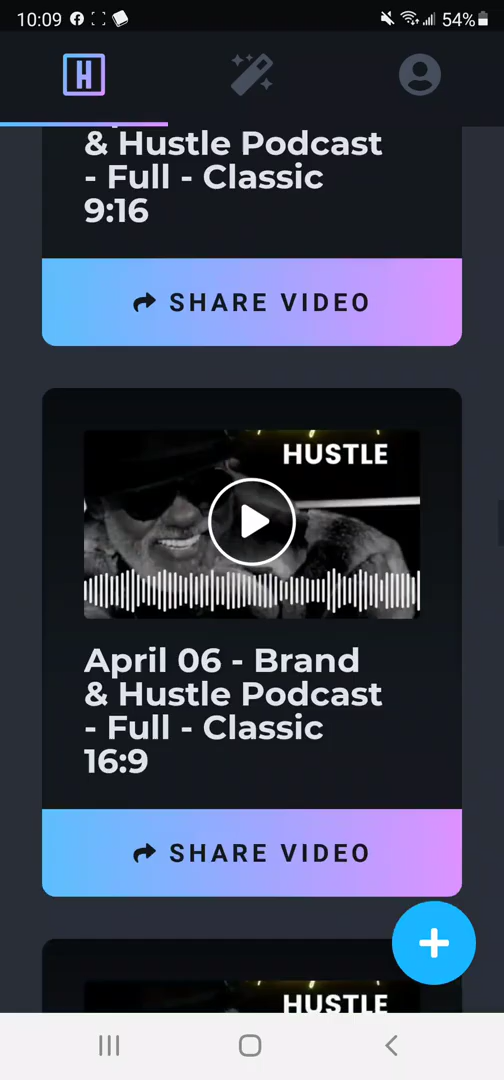 10:09
54%
H
& Hustle Podcast
- Full - Classic
9:16
SHARE VIDEO
HUSTLE
April 06 - Brand
& Hustle Podcast
- Full - Classic
16:9
SHARE VIDEO
HUSTLE